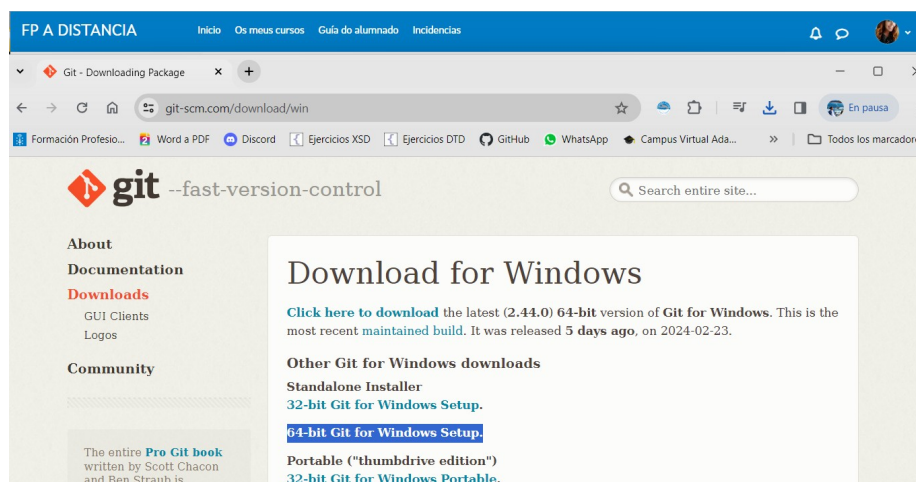 FP A DISTANCIA Inicio Os meus cursos Guía do alumnado Incidencias
Git - Downloading Package
git-scm.com/download/win
En pausa
Formación Profesio... Word a PDF Discord Ejercicios XSD Ejercicios DTD GitHub WhatsApp Campus Virtual Ada... » Todos los marcadore
git --fast-version-control
Search entire site...
About
Documentation
Downloads
GUI Clients
Logos
Community
The entire Pro Git book
written by Scott Chacon
and Ben Straub is
Download for Windows
Click here to download the latest (2.44.0) 64-bit version of Git for Windows. This is the
most recent maintained build. It was released 5 days ago, on 2024-02-23.
Other Git for Windows downloads
Standalone Installer
32-bit Git for Windows Setup.
64-bit Git for Windows Setup.
Portable ("thumbdrive edition")
32-bit Git for Windows Portable.